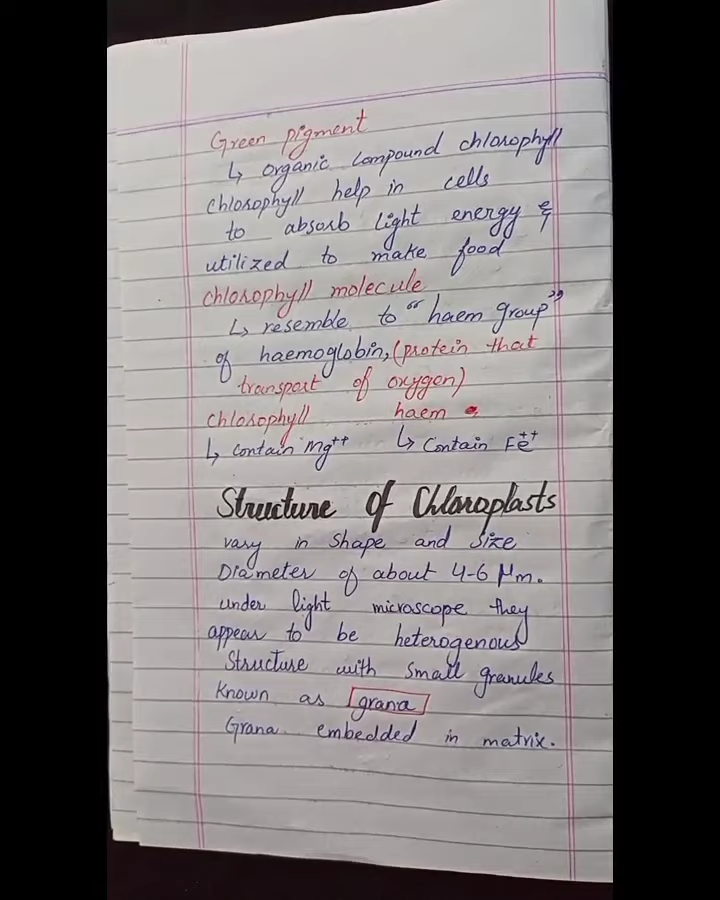 Green pigment
↳ organic compound chlorophyll
chlorophyll help in cells
to absorb light energy &
utilized to make food
chlorophyll molecule
↳ resemble to "haem group"
of haemoglobin, (protein that
transport of oxygen)
chlorophyll haem
↳ contain Mg++ ↳ Contain Fe++
Structure of Chloroplasts
vary in shape and size
Diameter of about 4-6 μm.
under light microscope they
appear to be heterogenous
Structure with small granules
known as grana
Grana embedded in matrix.